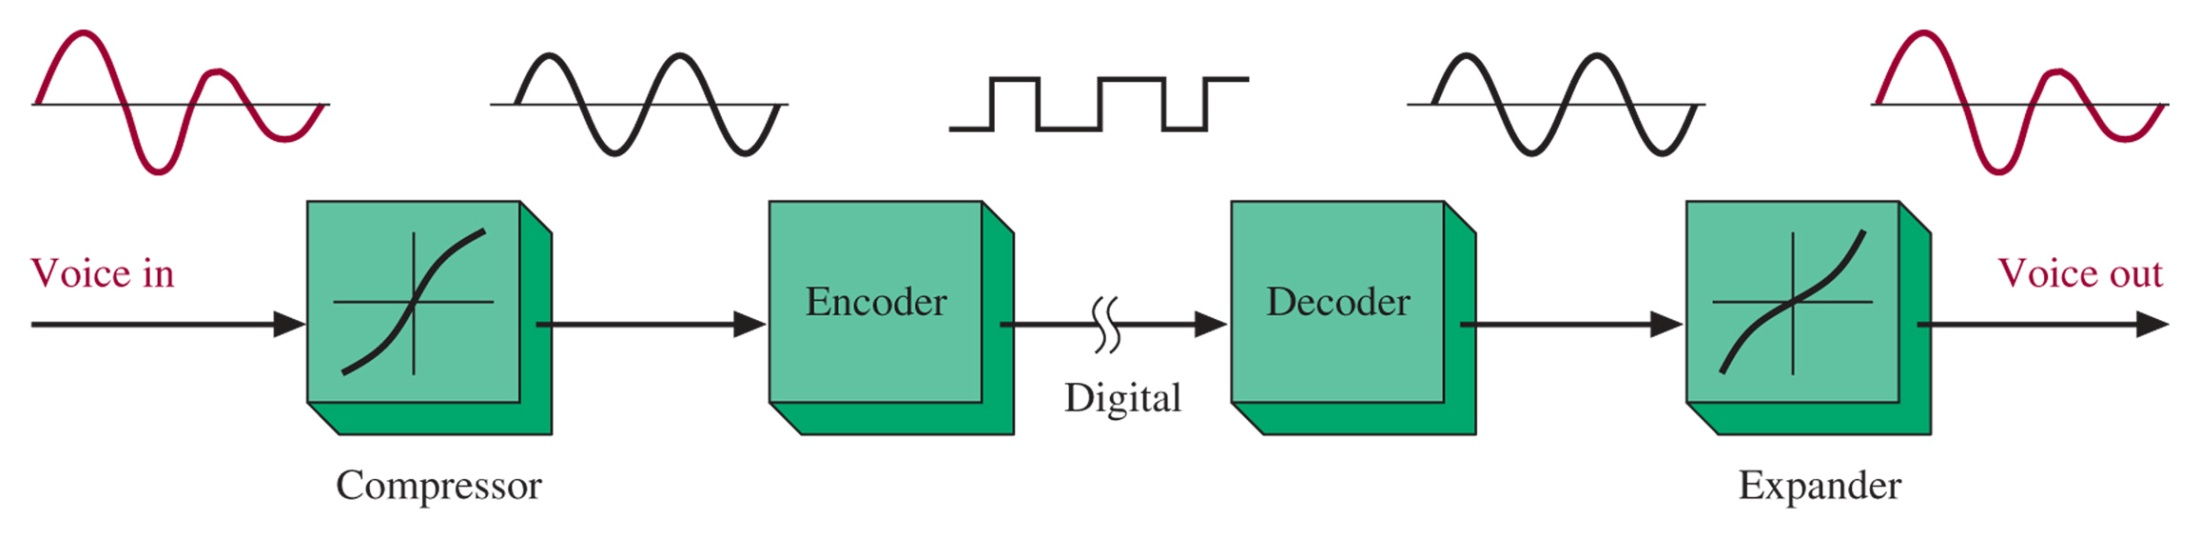 Voice in
Encoder
Decoder
Voice out
Digital
Compressor
Expander